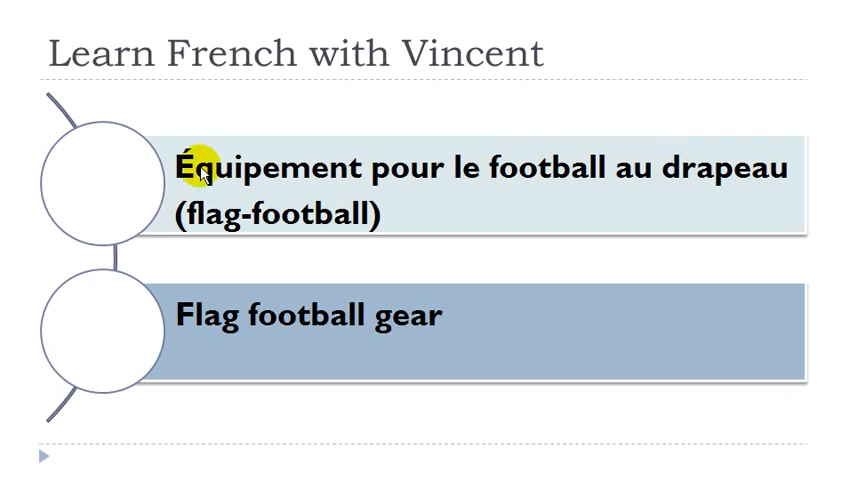 Learn French with Vincent
Équipement pour le football au drapeau
(flag-football)
Flag football gear